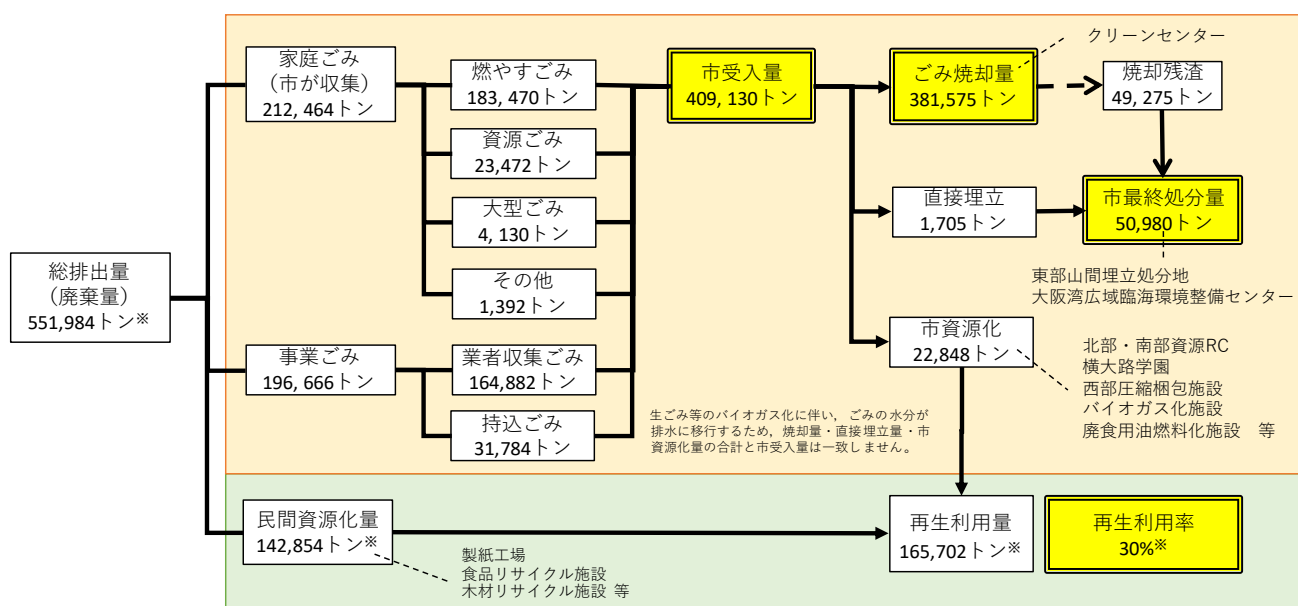 総排出量
(廃棄量)
551,984トン※
家庭ごみ
(市が収集)
212, 464トン
事業ごみ
196, 666トン
民間資源化量
142,854トン※
製紙工場
食品リサイクル施設
木材リサイクル施設 等
燃やすごみ
183, 470トン
資源ごみ
23,472トン
大型ごみ
4, 130トン
その他
1,392トン
業者収集ごみ
164,882トン
持込ごみ
31,784トン
市受入量
409, 130トン
生ごみ等のバイオガス化に伴い，ごみの水分が
排水に移行するため，焼却量・直接埋立量・市
資源化量の合計と市受入量は一致しません。
ごみ焼却量
381,575トン
クリーンセンター
焼却残渣
49, 275トン
直接埋立
1,705トン
市最終処分量
50,980トン
東部山間埋立処分地
大阪湾広域臨海環境整備センター
市資源化
22,848トン
北部・南部資源RC
横大路学園
西部圧縮梱包施設
バイオガス化施設
廃食用油燃料化施設　等
再生利用量
165,702トン※
再生利用率
30%※